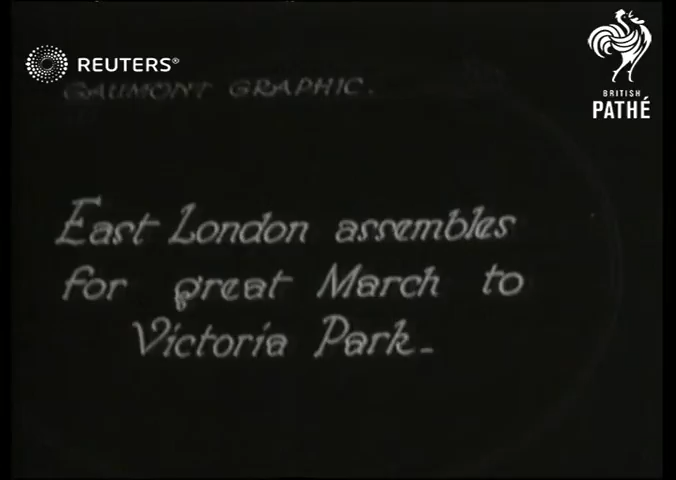 REUTERS®
BRITISH
PATHÉ
GAUMONT GRAPHIC.
East London assembles
for great March to
Victoria Park-